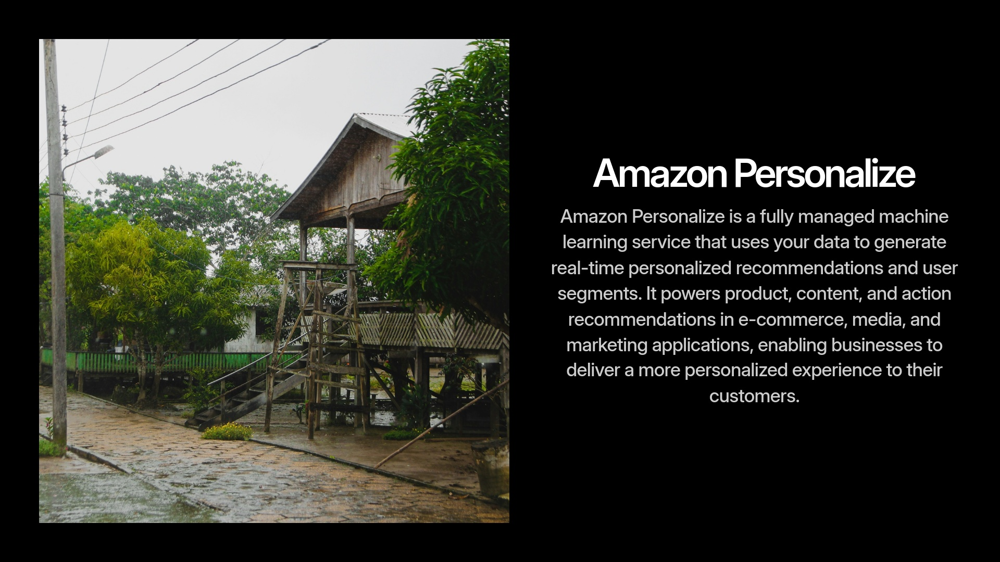 Amazon Personalize
Amazon Personalize is a fully managed machine
learning service that uses your data to generate
real-time personalized recommendations and user
segments. It powers product, content, and action
recommendations in e-commerce, media, and
marketing applications, enabling businesses to
deliver a more personalized experience to their
customers.